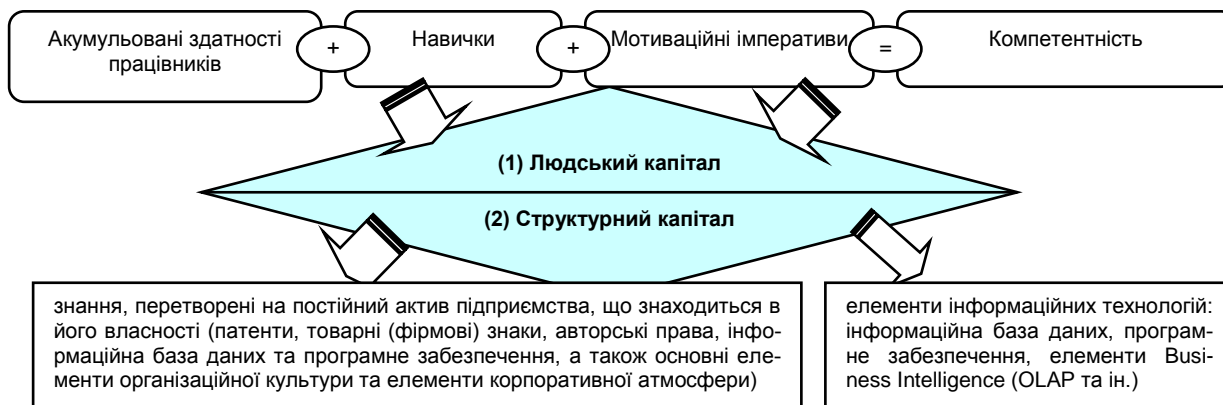 Акумульовані здатності
працівників
+
Навички
+
Мотиваційні імперативи
=
Компетентність
(1) Людський капітал
(2) Структурний капітал
знання, перетворені на постійний актив підприємства, що знаходиться в
його власності (патенти, товарні (фірмові) знаки, авторські права, інфо-
рмаційна база даних та програмне забезпечення, а також основні еле-
менти організаційної культури та елементи корпоративної атмосфери)
елементи інформаційних технологій:
інформаційна база даних, програм-
не забезпечення, елементи Busi-
ness Intelligence (OLAP та ін.)